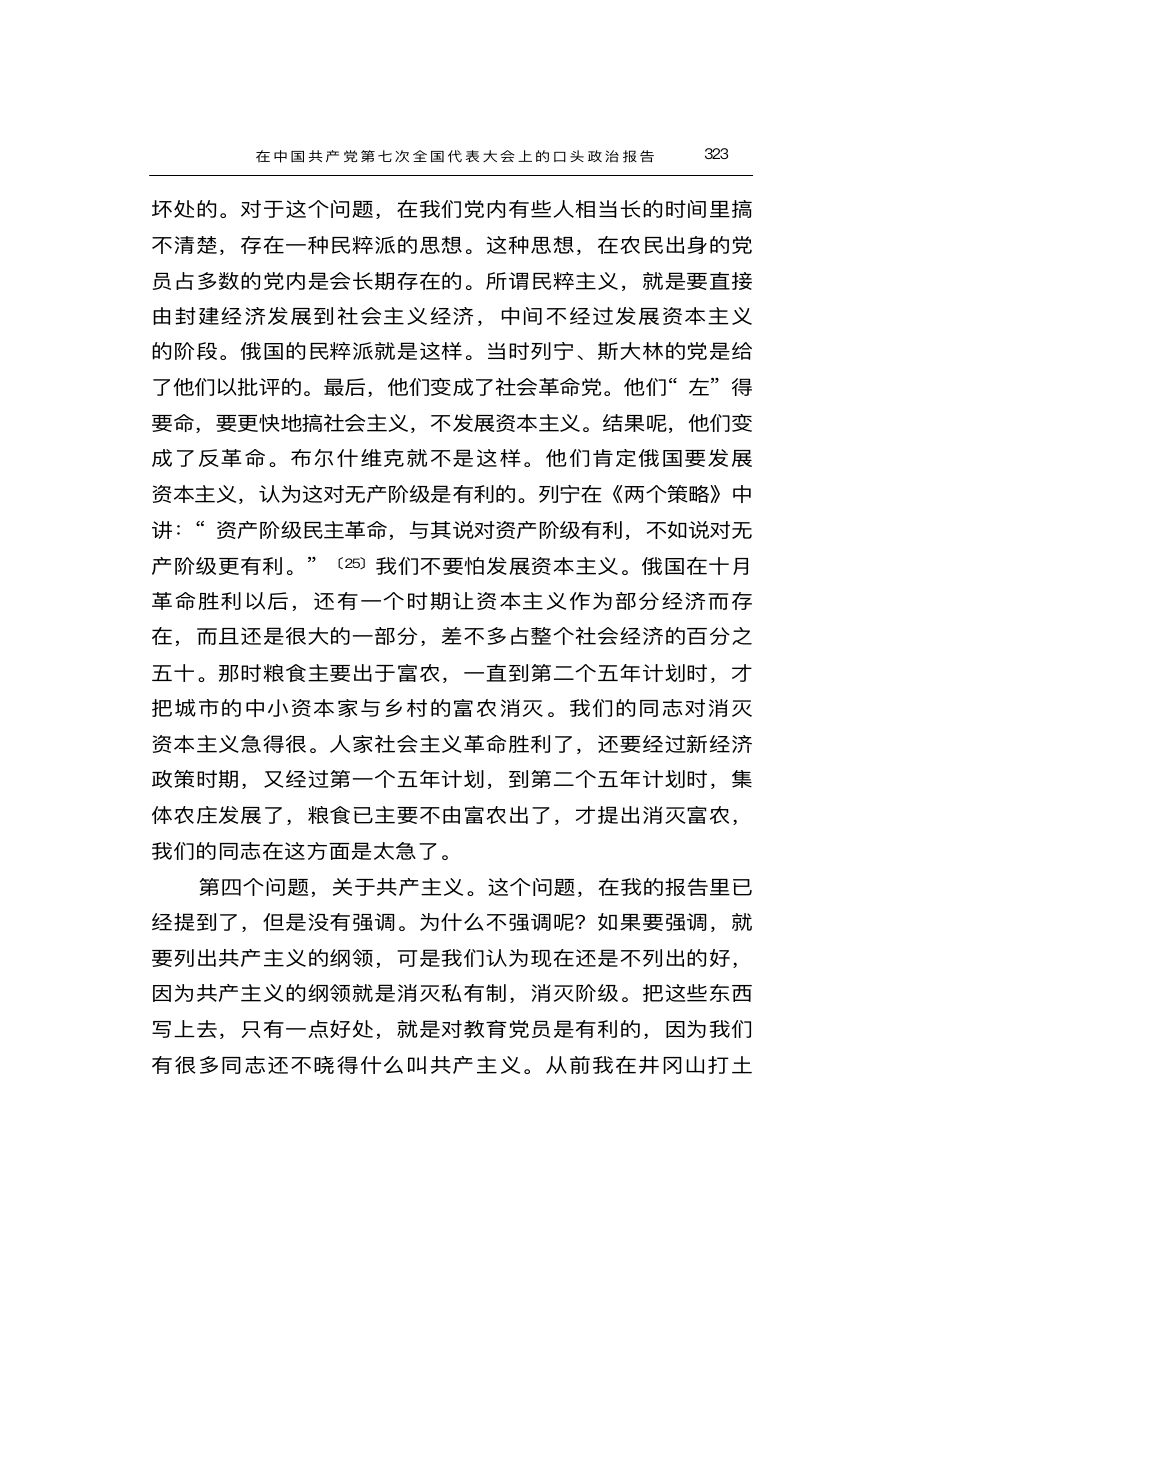 在中国共产党第七次全国代表大会上的口头政治报告 323
坏处的。对于这个问题，在我们党内有些人相当长的时间里搞
不清楚，存在一种民粹派的思想。这种思想，在农民出身的党
员占多数的党内是会长期存在的。所谓民粹主义，就是要直接
由封建经济发展到社会主义经济，中间不经过发展资本主义
的阶段。俄国的民粹派就是这样。当时列宁、斯大林的党是给
了他们以批评的。最后，他们变成了社会革命党。他们“左”得
要命，要更快地搞社会主义，不发展资本主义。结果呢，他们变
成了反革命。布尔什维克就不是这样。他们肯定俄国要发展
资本主义，认为这对无产阶级是有利的。列宁在《两个策略》中
讲：“资产阶级民主革命，与其说对资产阶级有利，不如说对无
产阶级更有利。”〔25〕我们不要怕发展资本主义。俄国在十月
革命胜利以后，还有一个时期让资本主义作为部分经济而存
在，而且还是很大的一部分，差不多占整个社会经济的百分之
五十。那时粮食主要出于富农，一直到第二个五年计划时，才
把城市的中小资本家与乡村的富农消灭。我们的同志对消灭
资本主义急得很。人家社会主义革命胜利了，还要经过新经济
政策时期，又经过第一个五年计划，到第二个五年计划时，集
体农庄发展了，粮食已主要不由富农出了，才提出消灭富农，
我们的同志在这方面是太急了。
第四个问题，关于共产主义。这个问题，在我的报告里已
经提到了，但是没有强调。为什么不强调呢？如果要强调，就
要列出共产主义的纲领，可是我们认为现在还是不列出的好，
因为共产主义的纲领就是消灭私有制，消灭阶级。把这些东西
写上去，只有一点好处，就是对教育党员是有利的，因为我们
有很多同志还不晓得什么叫共产主义。从前我在井冈山打土